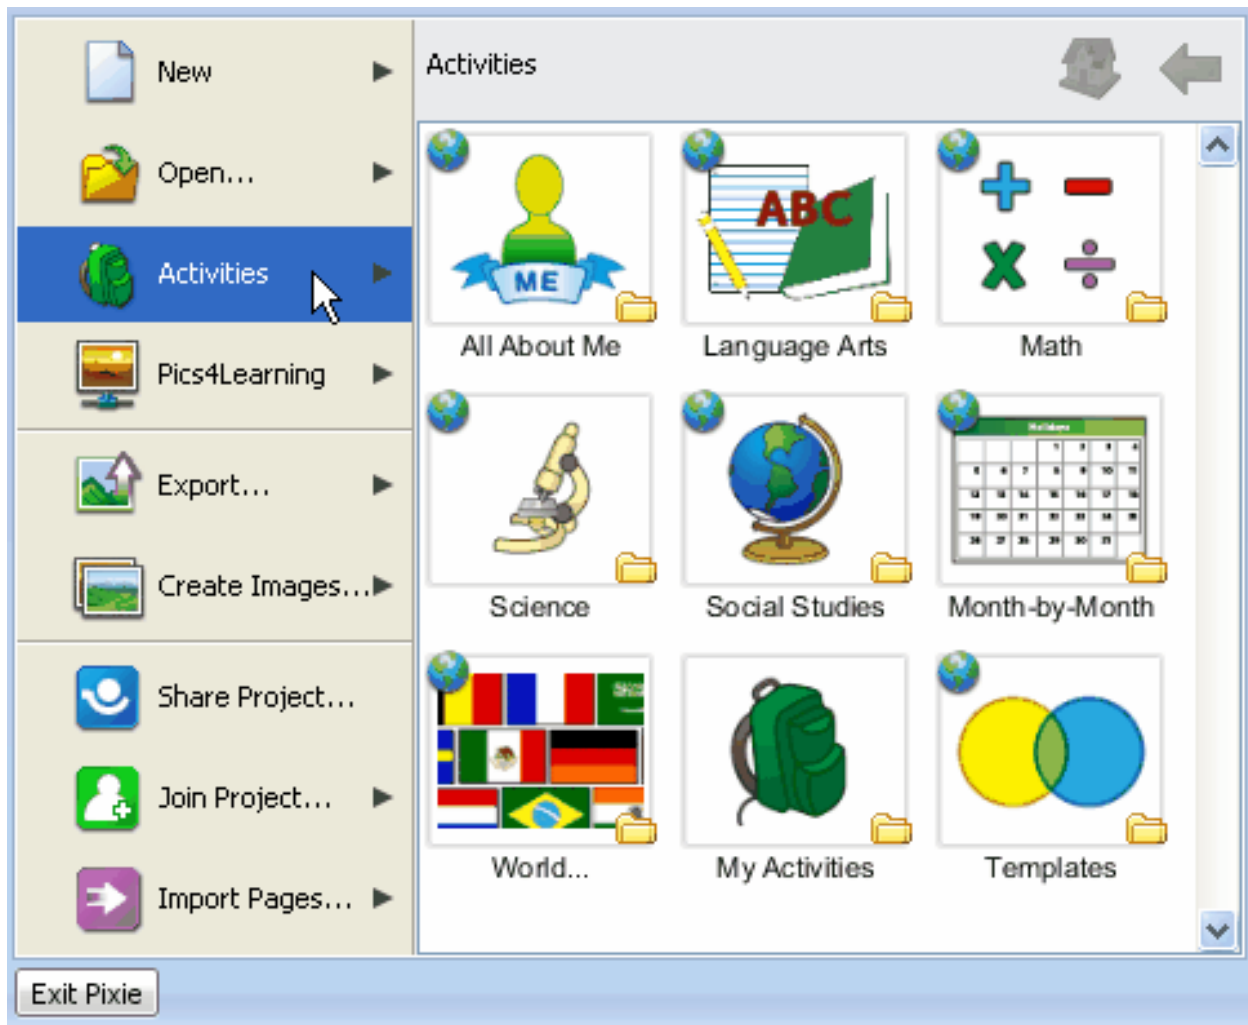 New
Open...
Activities
Pics4Learning
Export...
Create Images...
Share Project...
Join Project...
Import Pages...
Exit Pixie
Activities
ME
All About Me
ABC
Language Arts
Math
Science
Social Studies
Holidays
Month-by-Month
World...
My Activities
Templates